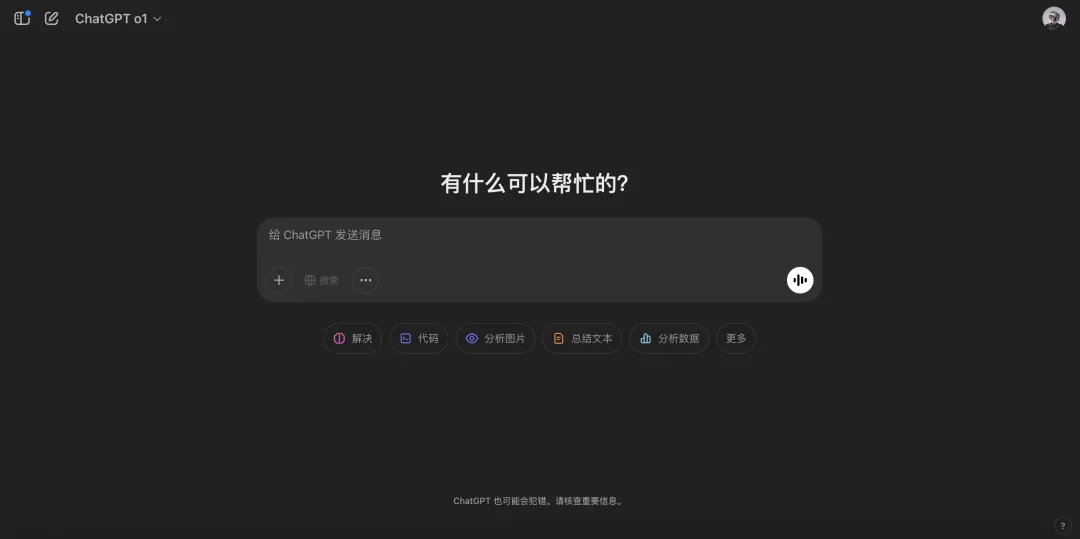 ChatGPT o1
有什么可以帮忙的?
给 ChatGPT 发送消息
搜索
解决
代码
分析图片
总结文本
分析数据
更多
ChatGPT 也可能会犯错。请核查重要信息。
?